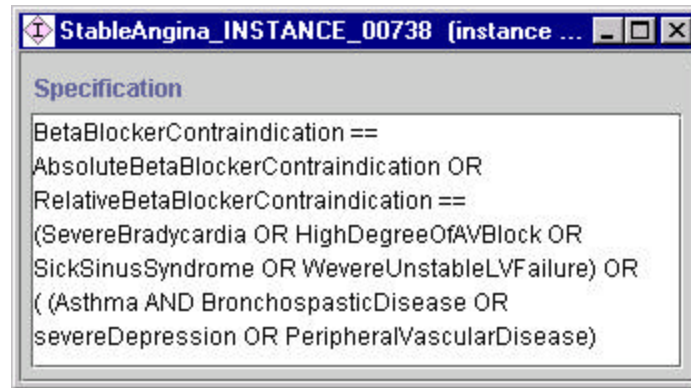 StableAngina_INSTANCE_00738 (instance ...
Specification
BetaBlockerContraindication ==
AbsoluteBetaBlockerContraindication OR
RelativeBetaBlockerContraindication ==
(SevereBradycardia OR HighDegreeOfAVBlock OR
SickSinusSyndrome OR WevereUnstableLVFailure) OR
( (Asthma AND BronchospasticDisease OR
severeDepression OR PeripheralVascularDisease)